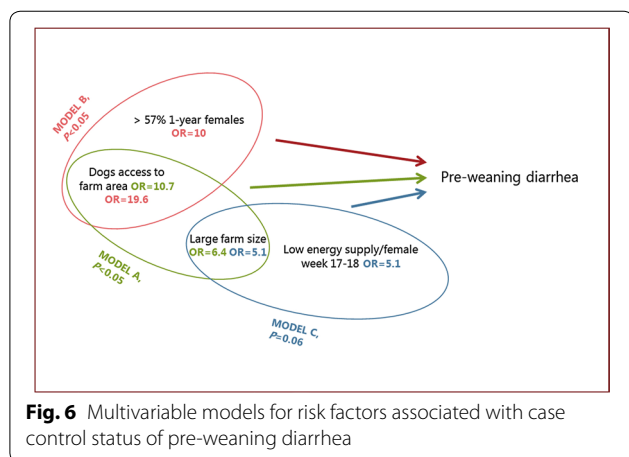 MODEL B,
P<0.05
> 57% 1-year females
OR=10
Dogs access to
farm area OR=10.7
OR=19.6
Pre-weaning diarrhea
Large farm size
OR=6.4 OR=5.1
Low energy supply/female
week 17-18 OR=5.1
MODEL A,
P<0.05
MODEL C,
P=0.06
Fig. 6 Multivariable models for risk factors associated with case
control status of pre-weaning diarrhea